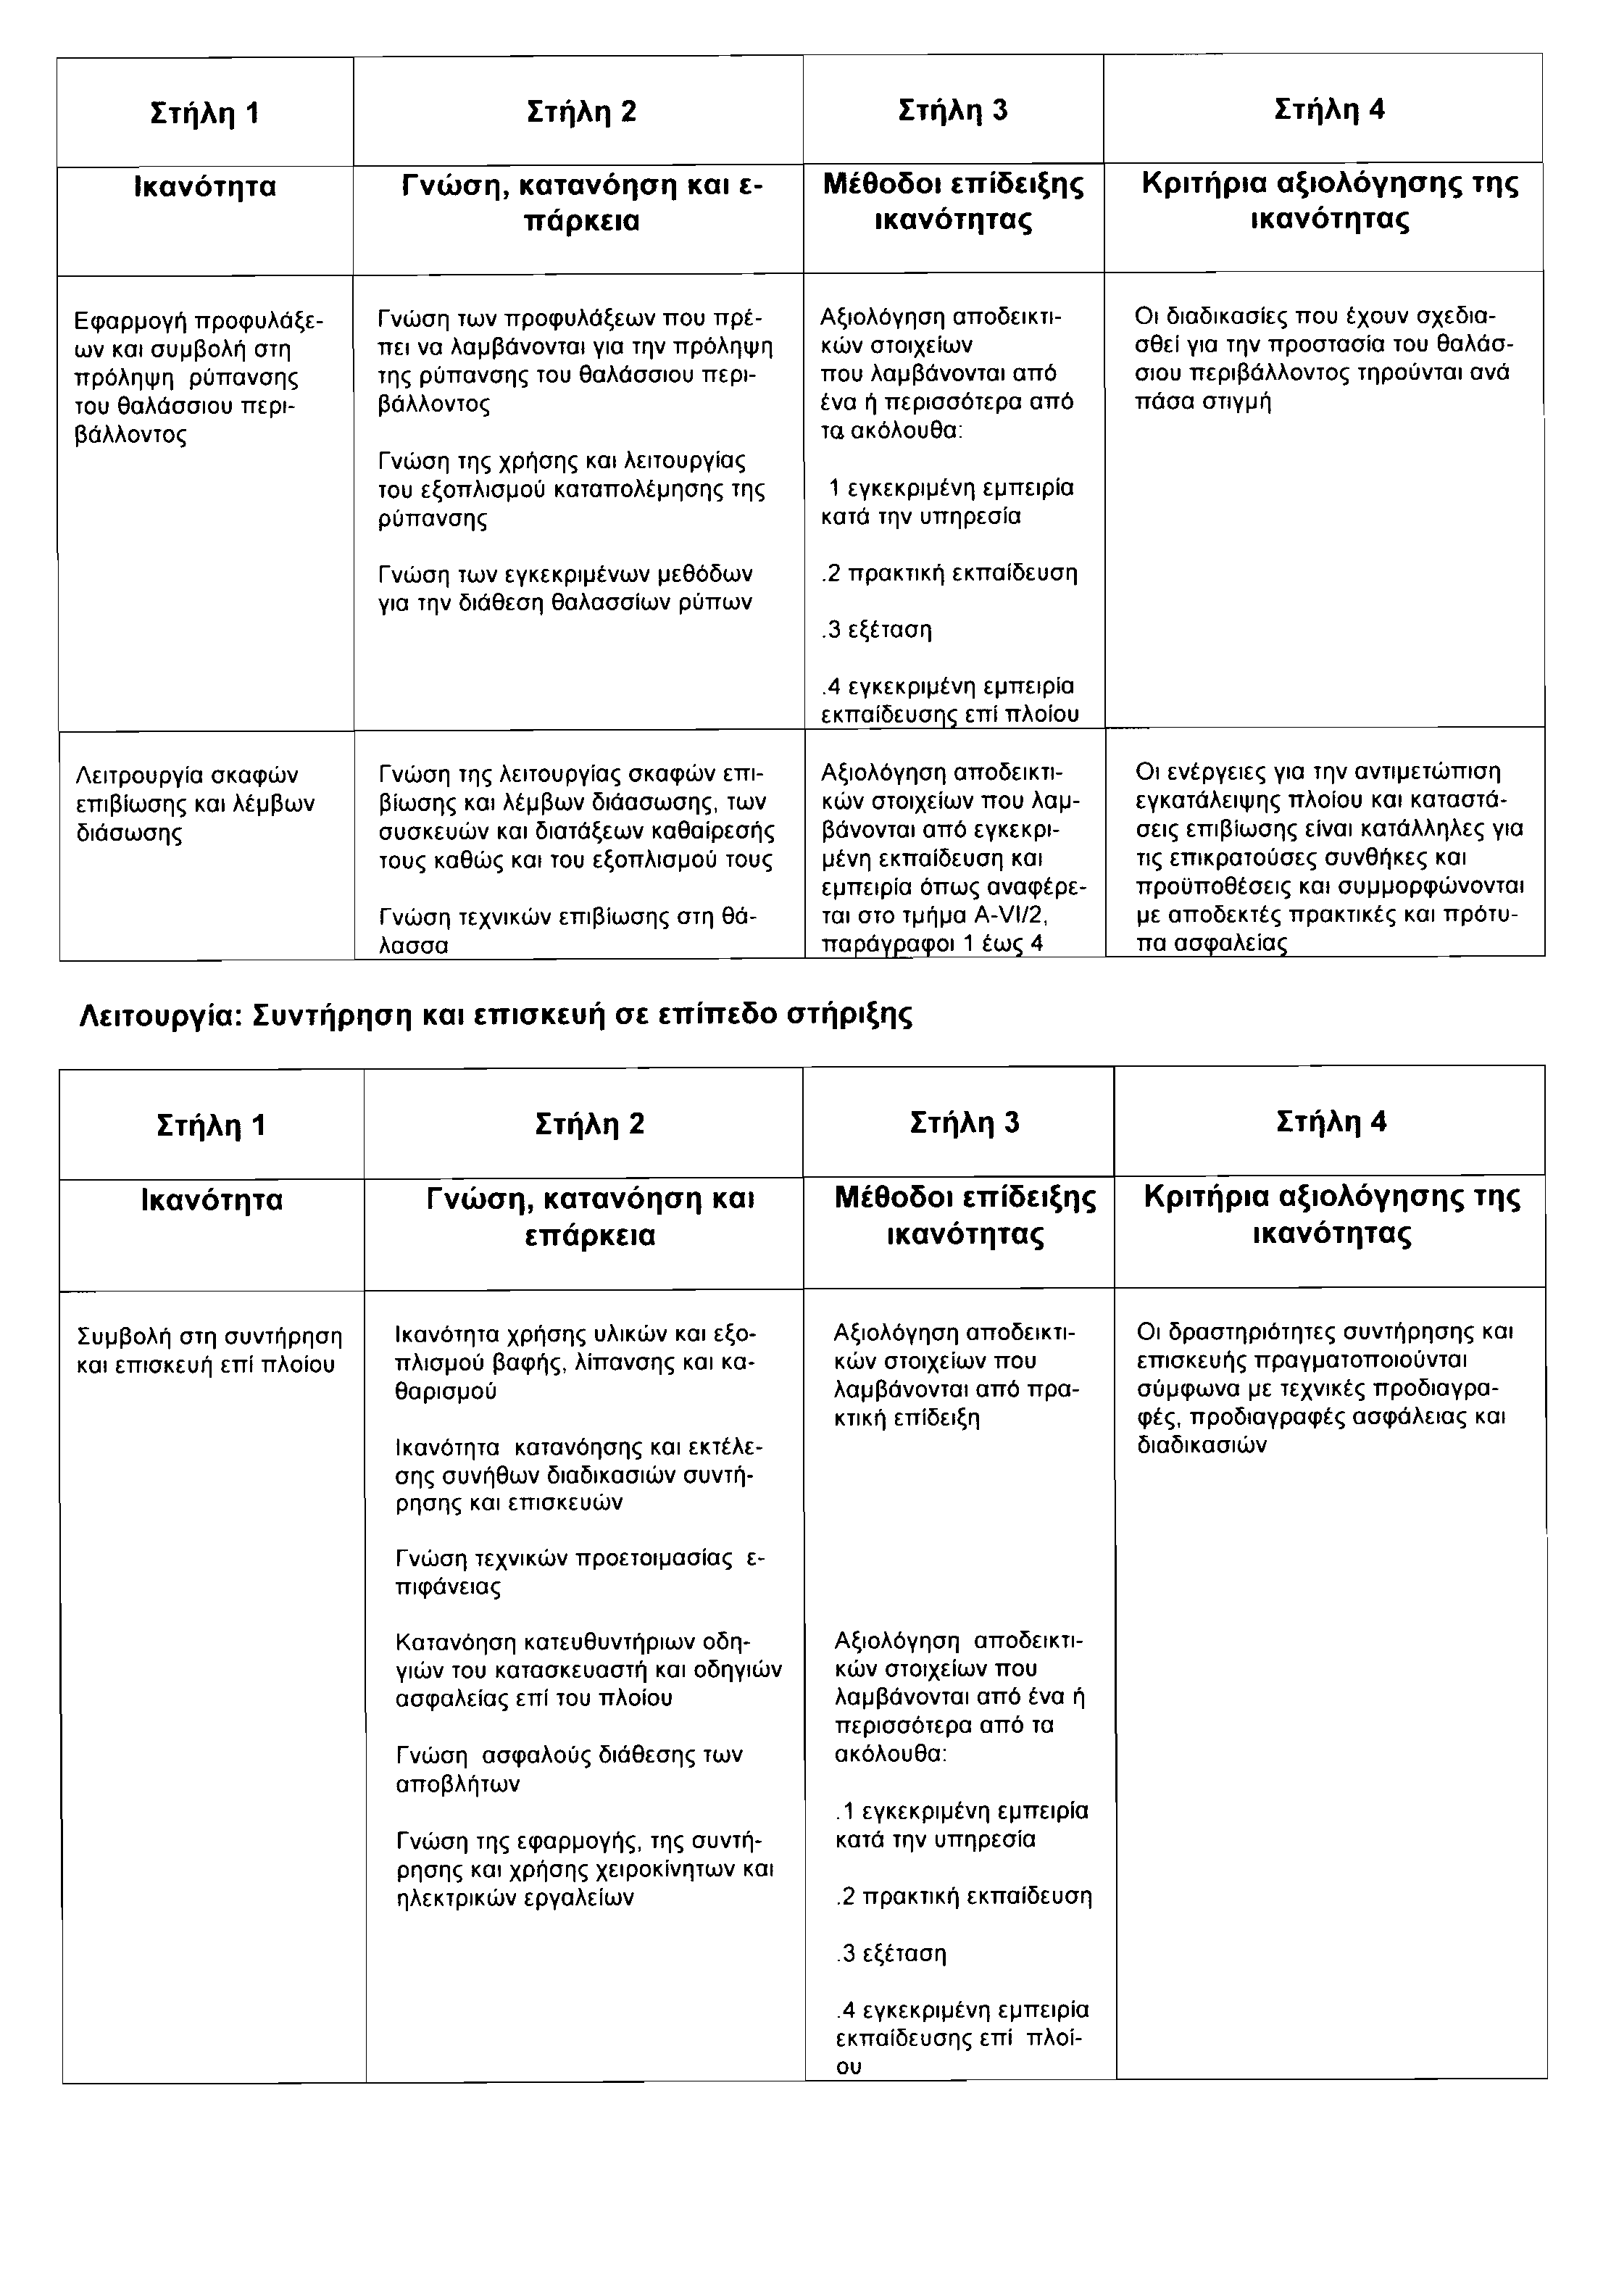 Στήλη 1
Στήλη 2
Στήλη 3
Στήλη 4
Ικανότητα
Γνώση, κατανόηση και ε-
πάρκεια
Μέθοδοι επίδειξης
ικανότητας
Κριτήρια αξιολόγησης της
ικανότητας
Εφαρμογή προφυλάξε-
ων και συμβολή στη
πρόληψη ρύπανσης
του θαλάσσιου περι-
βάλλοντος
Γνώση των προφυλάξεων που πρέ-
πει να λαμβάνονται για την πρόληψη
της ρύπανσης του θαλάσσιου περι-
βάλλοντος
Γνώση της χρήσης και λειτουργίας
του εξοπλισμού καταπολέμησης της
ρύπανσης
Γνώση των εγκεκριμένων μεθόδων
για την διάθεση θαλασσίων ρύπων
Αξιολόγηση αποδεικτι-
κών στοιχείων
που λαμβάνονται από
ένα ή περισσότερα από
τα ακόλουθα:
1 εγκεκριμένη εμπειρία
κατά την υπηρεσία
.2 πρακτική εκπαίδευση
.3 εξέταση
.4 εγκεκριμένη εμπειρία
εκπαίδευσης επί πλοίου
Οι διαδικασίες που έχουν σχεδια-
σθεί για την προστασία του θαλάσ-
σιου περιβάλλοντος τηρούνται ανά
πάσα στιγμή
Λειτρουργία σκαφών
επιβίωσης και λέμβων
διάσωσης
Γνώση της λειτουργίας σκαφών επι-
βίωσης και λέμβων διάασωσης, των
συσκευών και διατάξεων καθαίρεσής
τους καθώς και του εξοπλισμού τους
Γνώση τεχνικών επιβίωσης στη θά-
λασσα
Αξιολόγηση αποδεικτι-
κών στοιχείων που λαμ-
βάνονται από εγκεκρι-
μένη εκπαίδευση και
εμπειρία όπως αναφέρε-
ται στο τμήμα A-VI/2,
παράγραφοι 1 έως 4
Οι ενέργειες για την αντιμετώπιση
εγκατάλειψης πλοίου και καταστά-
σεις επιβίωσης είναι κατάλληλες για
τις επικρατούσες συνθήκες και
προϋποθέσεις και συμμορφώνονται
με αποδεκτές πρακτικές και πρότυ-
πα ασφαλείας
Λειτουργία: Συντήρηση και επισκευή σε επίπεδο στήριξης
Στήλη 1
Στήλη 2
Στήλη 3
Στήλη 4
Ικανότητα
Γνώση, κατανόηση και
επάρκεια
Μέθοδοι επίδειξης
ικανότητας
Κριτήρια αξιολόγησης της
ικανότητας
Συμβολή στη συντήρηση
και επισκευή επί πλοίου
Ικανότητα χρήσης υλικών και εξο-
πλισμού βαφής, λίπανσης και κα-
θαρισμού
Ικανότητα κατανόησης και εκτέλε-
σης συνήθων διαδικασιών συντή-
ρησης και επισκευών
Γνώση τεχνικών προετοιμασίας ε-
πιφάνειας
Κατανόηση κατευθυντήριων οδη-
γιών του κατασκευαστή και οδηγιών
ασφαλείας επί του πλοίου
Γνώση ασφαλούς διάθεσης των
αποβλήτων
Γνώση της εφαρμογής, της συντή-
ρησης και χρήσης χειροκίνητων και
ηλεκτρικών εργαλείων
Αξιολόγηση αποδεικτι-
κών στοιχείων που
λαμβάνονται από πρα-
κτική επίδειξη
Αξιολόγηση αποδεικτι-
κών στοιχείων που
λαμβάνονται από ένα ή
περισσότερα από τα
ακόλουθα:
.1 εγκεκριμένη εμπειρία
κατά την υπηρεσία
.2 πρακτική εκπαίδευση
.3 εξέταση
.4 εγκεκριμένη εμπειρία
εκπαίδευσης επί πλοί-
ου
Οι δραστηριότητες συντήρησης και
επισκευής πραγματοποιούνται
σύμφωνα με τεχνικές προδιαγρα-
φές, προδιαγραφές ασφάλειας και
διαδικασιών